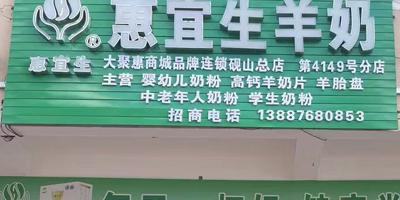 惠宜生羊奶
®
惠宜生
大聚惠商城品牌连锁砚山总店 第4149号分店
主营 婴幼儿奶粉 高钙羊奶片 羊胎盘
中老年人奶粉 学生奶粉
招商电话 13887680853